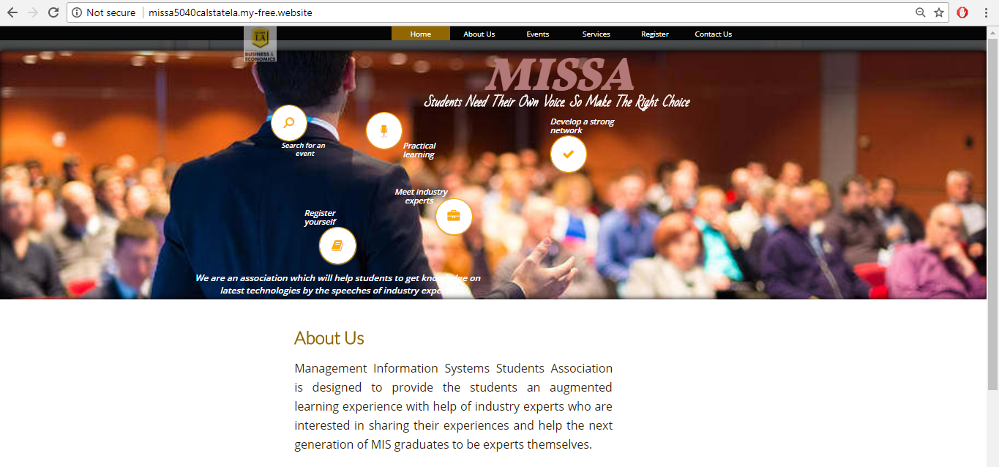 Not secure missa5040calstatela.my-free.website
LA
BUSINESS &
ECONOMICS
Home About Us Events Services Register Contact Us
MISSA
Students Need Their Own Voice. So Make The Right Choice
Develop a strong
network
Search for an
event
Practical
learning
Meet industry
experts
Register
yourself
We are an association which will help students to get knowledge on
latest technologies by the speeches of industry
About Us
Management Information Systems Students Association
is designed to provide the students an augmented
learning experience with help of industry experts who are
interested in sharing their experiences and help the next
generation of MIS graduates to be experts themselves.